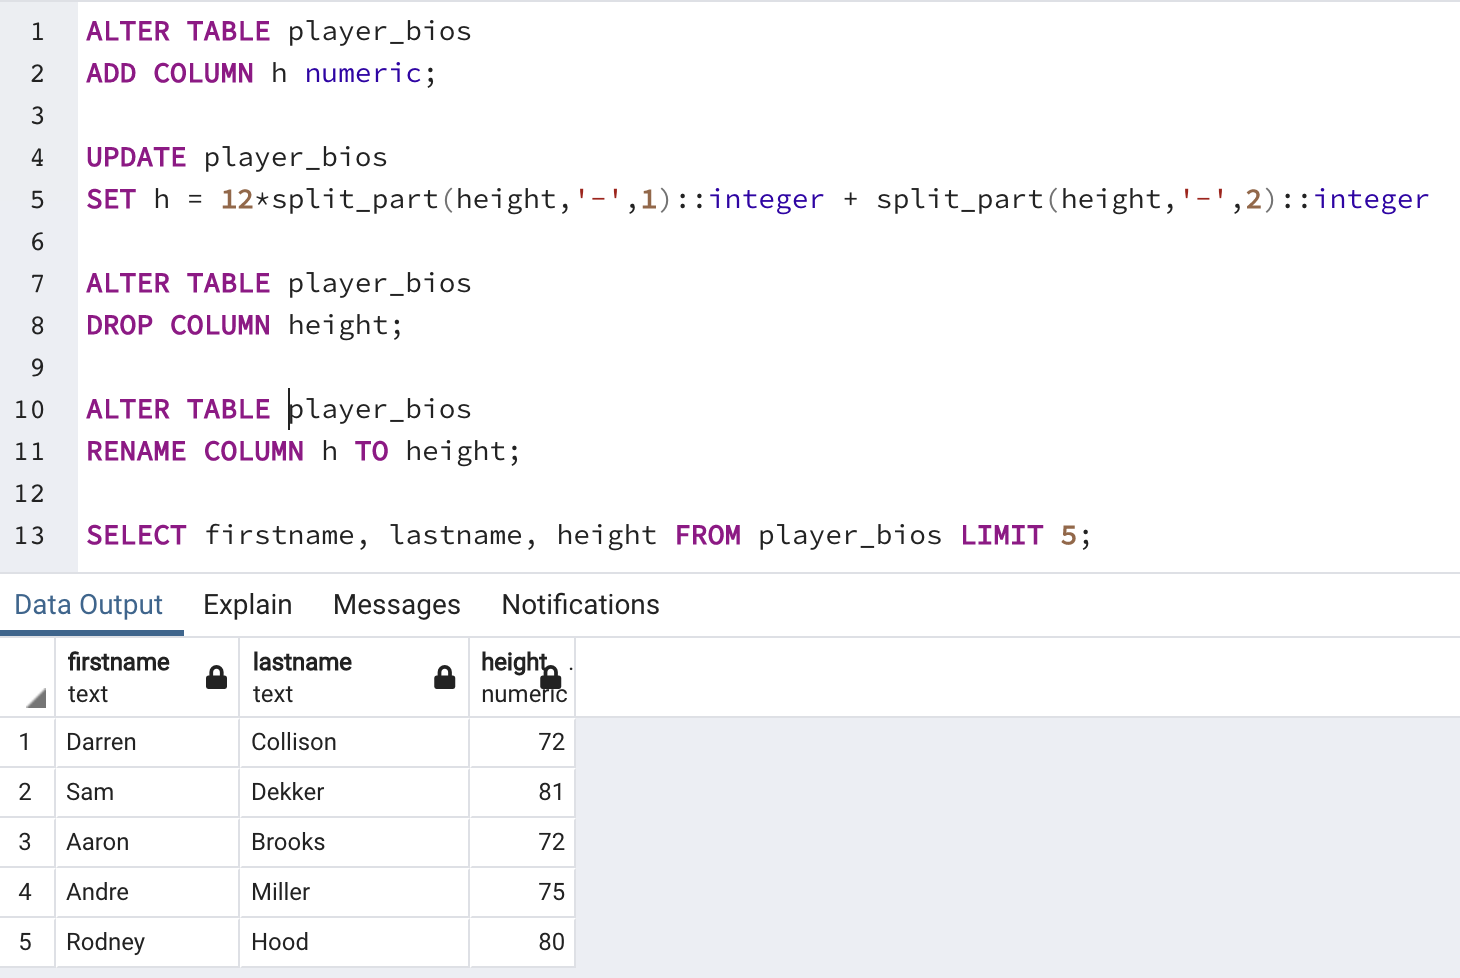 1 ALTER TABLE player_bios
2 ADD COLUMN h numeric;
3
4 UPDATE player_bios
5 SET h = 12*split_part(height,'-',1)::integer + split_part(height,'-',2)::integer
6
7 ALTER TABLE player_bios
8 DROP COLUMN height;
9
10 ALTER TABLE player_bios
11 RENAME COLUMN h TO height;
12
13 SELECT firstname, lastname, height FROM player_bios LIMIT 5;
Data Output Explain Messages Notifications
firstname lastname height
text text numeric
1 Darren Collison 72
2 Sam Dekker 81
3 Aaron Brooks 72
4 Andre Miller 75
5 Rodney Hood 80